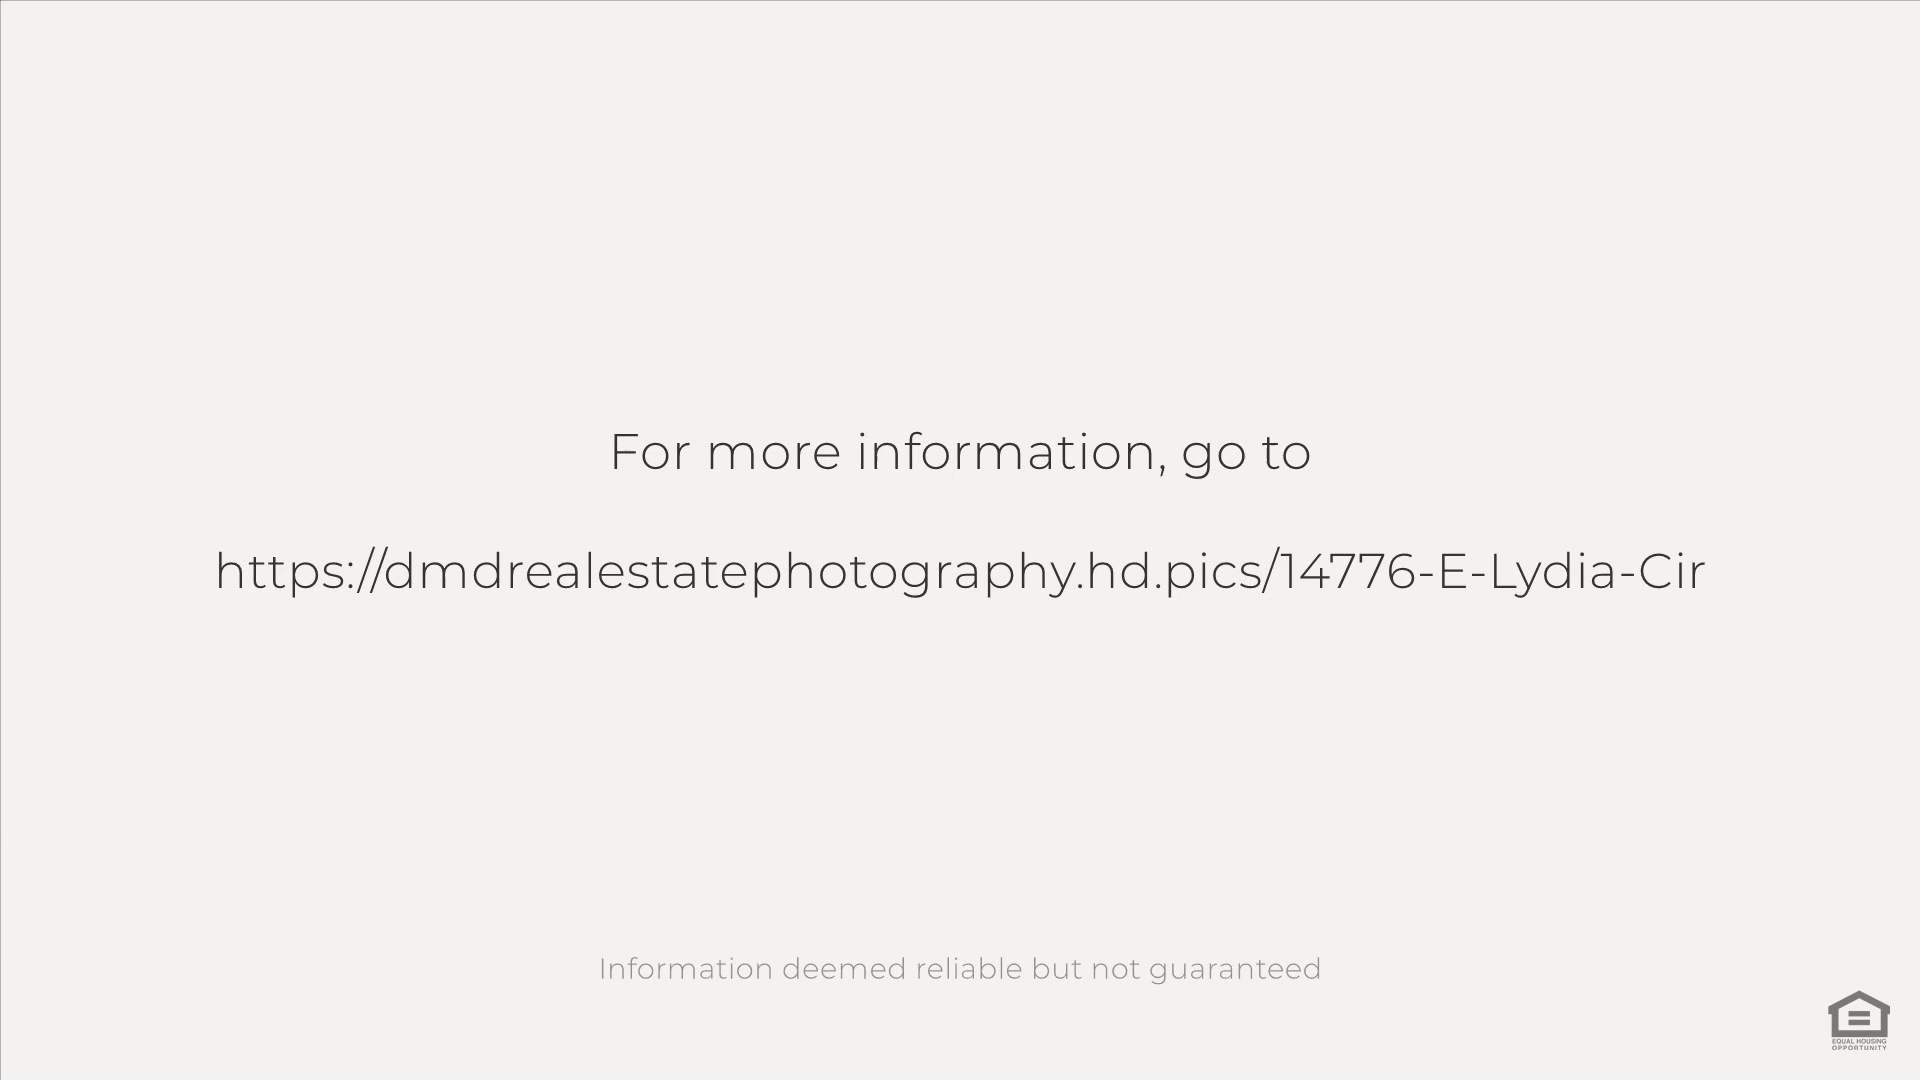 For more information, go to
https://dmdrealestatephotography.hd.pics/14776-E-Lydia-Cir
Information deemed reliable but not guaranteed
EQUAL HOUSING
OPPORTUNITY